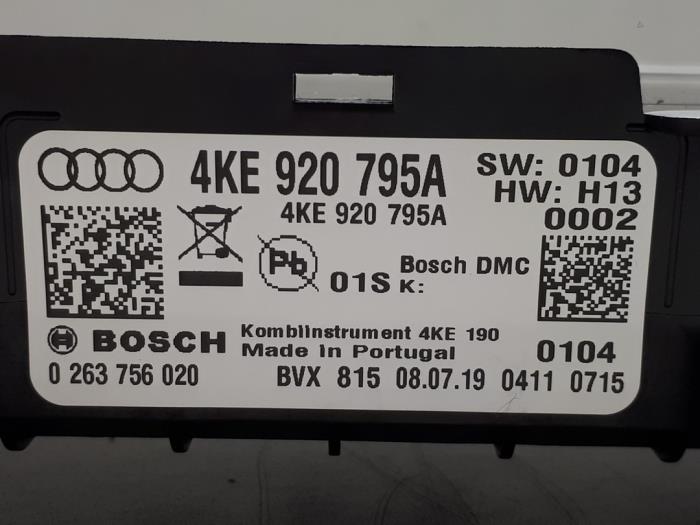 4KE 920 795A SW: 0104
HW: H13
4KE 920 795A 0002
Pb 01S Bosch DMC
K:
BOSCH Kombiinstrument 4KE 190
Made in Portugal 0104
0 263 756 020 BVX 815 08.07.19 0411 0715